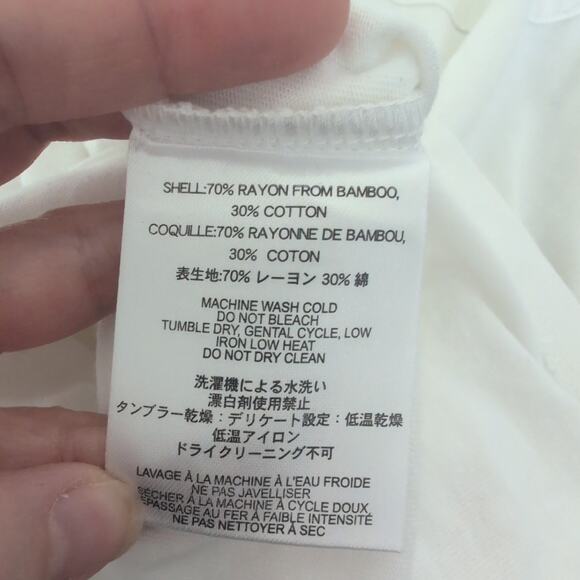 SHELL:70% RAYON FROM BAMBOO,
30% COTTON
COQUILLE:70% RAYONNE DE BAMBOU,
30% COTON
表生地:70% レーヨン 30% 綿
MACHINE WASH COLD
DO NOT BLEACH
TUMBLE DRY, GENTAL CYCLE, LOW
IRON LOW HEAT
DO NOT DRY CLEAN
洗濯機による水洗い
漂白剤使用禁止
タンブラー乾燥：デリケート設定：低温乾燥
低温アイロン
ドライクリーニング不可
LAVAGE À LA MACHINE À L'EAU FROIDE
NE PAS JAVELLISER
SÉCHER À LA MACHINE À CYCLE DOUX,
REPASSAGE AU FER À FAIBLE INTENSITÉ
NE PAS NETTOYER À SEC